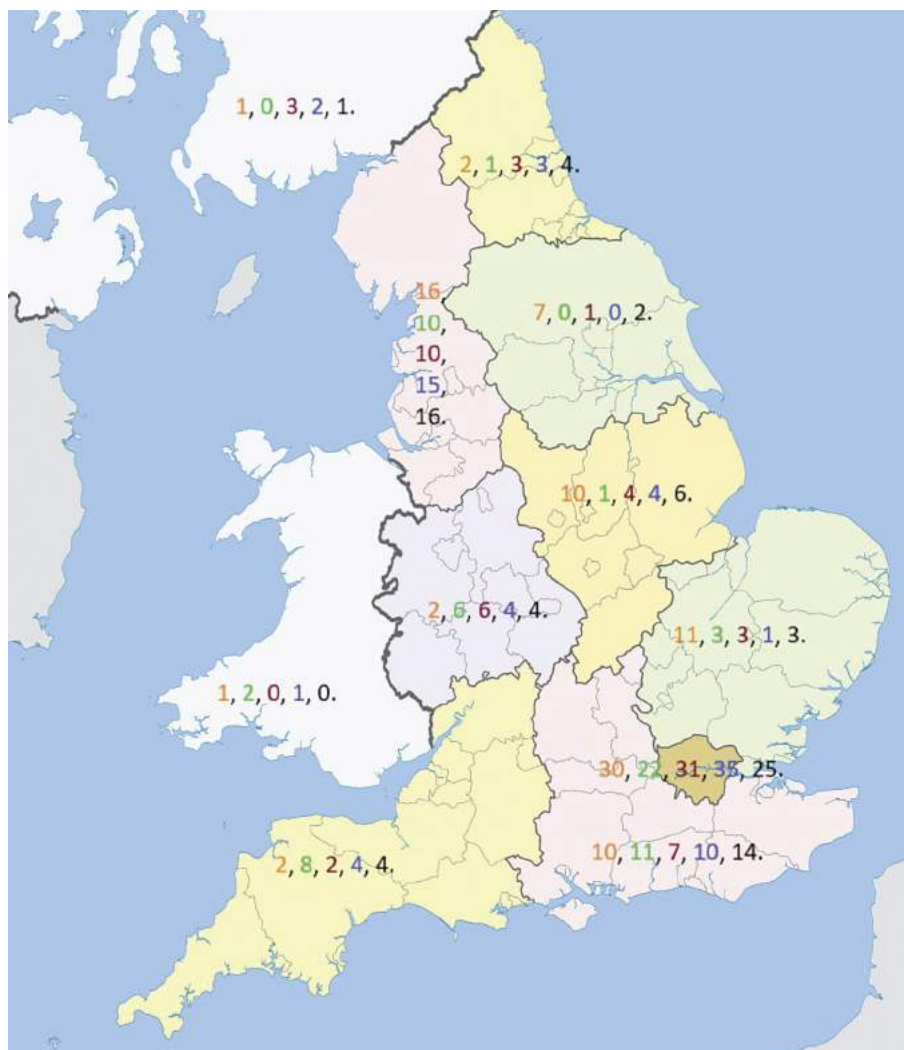 1, 0, 3, 2, 1.
2, 1, 3, 3, 4.
16,
10,
10,
15,
16.
7, 0, 1, 0, 2.
10, 1, 4, 4, 6.
2, 6, 6, 4, 4.
11, 3, 3, 1, 3.
1, 2, 0, 1, 0.
30, 22, 31, 35, 25.
2, 8, 2, 4, 4.
10, 11, 7, 10, 14.